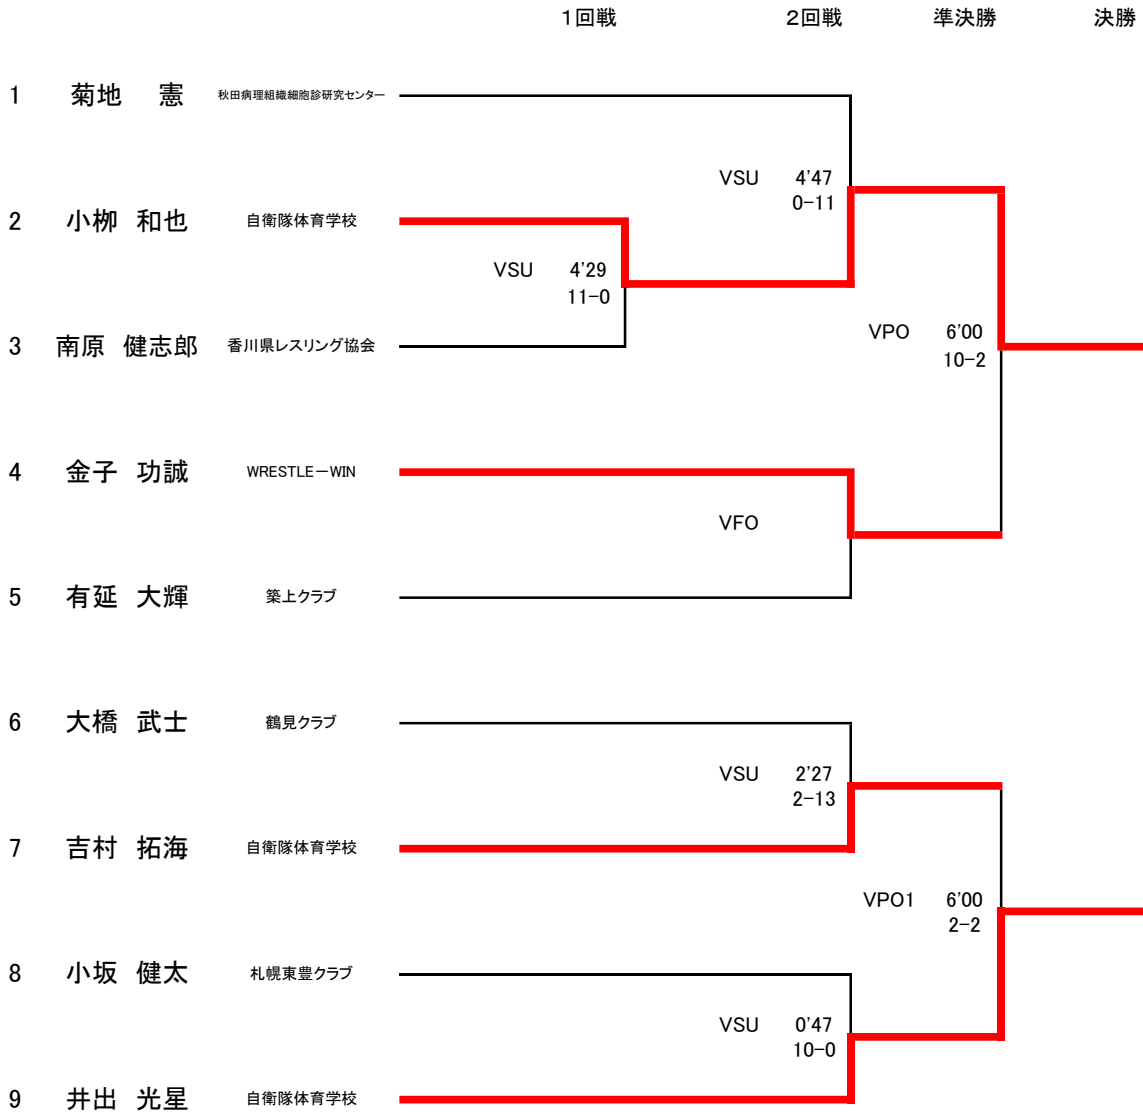 1回戦 2回戦 準決勝 決勝
1 菊地 憲 秋田病理組織細胞診研究センター
VSU 4'47
0-11
2 小栁 和也 自衛隊体育学校
VSU 4'29
11-0
3 南原 健志郎 香川県レスリング協会
VPO 6'00
10-2
4 金子 功誠 WRESTLE－WIN
VFO
5 有延 大輝 築上クラブ
6 大橋 武士 鶴見クラブ
VSU 2'27
2-13
7 吉村 拓海 自衛隊体育学校
VPO1 6'00
2-2
8 小坂 健太 札幌東豊クラブ
VSU 0'47
10-0
9 井出 光星 自衛隊体育学校